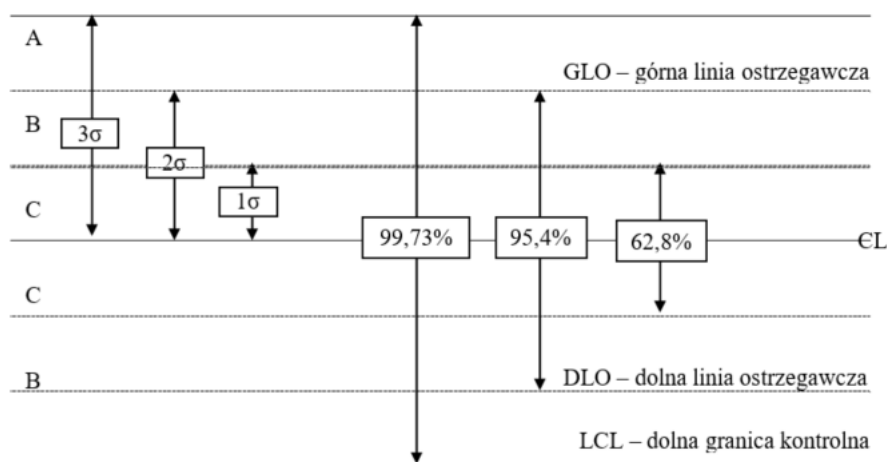 A
GLO – górna linia ostrzegawcza
B
3σ
2σ
1σ
C
99,73%
95,4%
62,8%
CL
C
B
DLO – dolna linia ostrzegawcza
LCL – dolna granica kontrolna